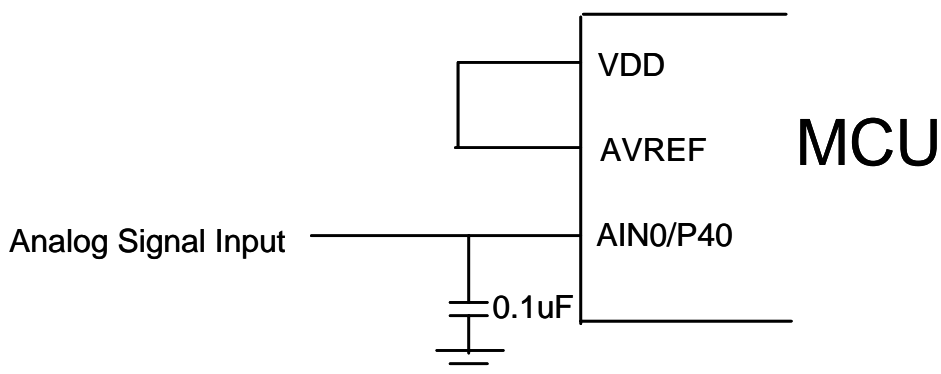 VDD
AVREF
MCU
Analog Signal Input
AIN0/P40
0.1uF